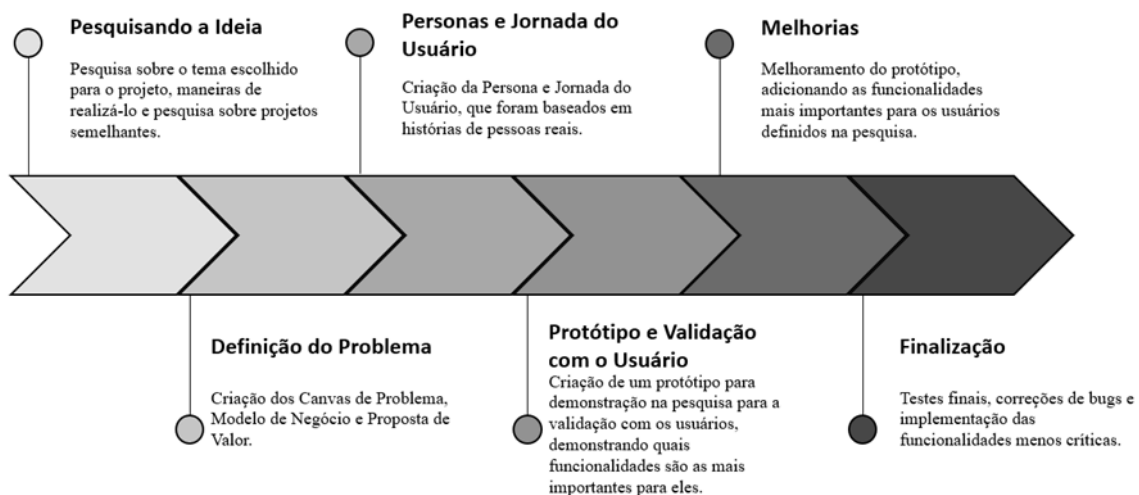 Pesquisando a Ideia
Pesquisa sobre o tema escolhido
para o projeto, maneiras de
realizá-lo e pesquisa sobre projetos
semelhantes.
Personas e Jornada do
Usuário
Criação da Persona e Jornada do
Usuário, que foram baseados em
histórias de pessoas reais.
Melhorias
Melhoramento do protótipo,
adicionando as funcionalidades
mais importantes para os usuários
definidos na pesquisa.
Definição do Problema
Criação dos Canvas de Problema,
Modelo de Negócio e Proposta de
Valor.
Protótipo e Validação
com o Usuário
Criação de um protótipo para
demonstração na pesquisa para a
validação com os usuários,
demonstrando quais
funcionalidades são as mais
importantes para eles.
Finalização
Testes finais, correções de bugs e
implementação das
funcionalidades menos críticas.